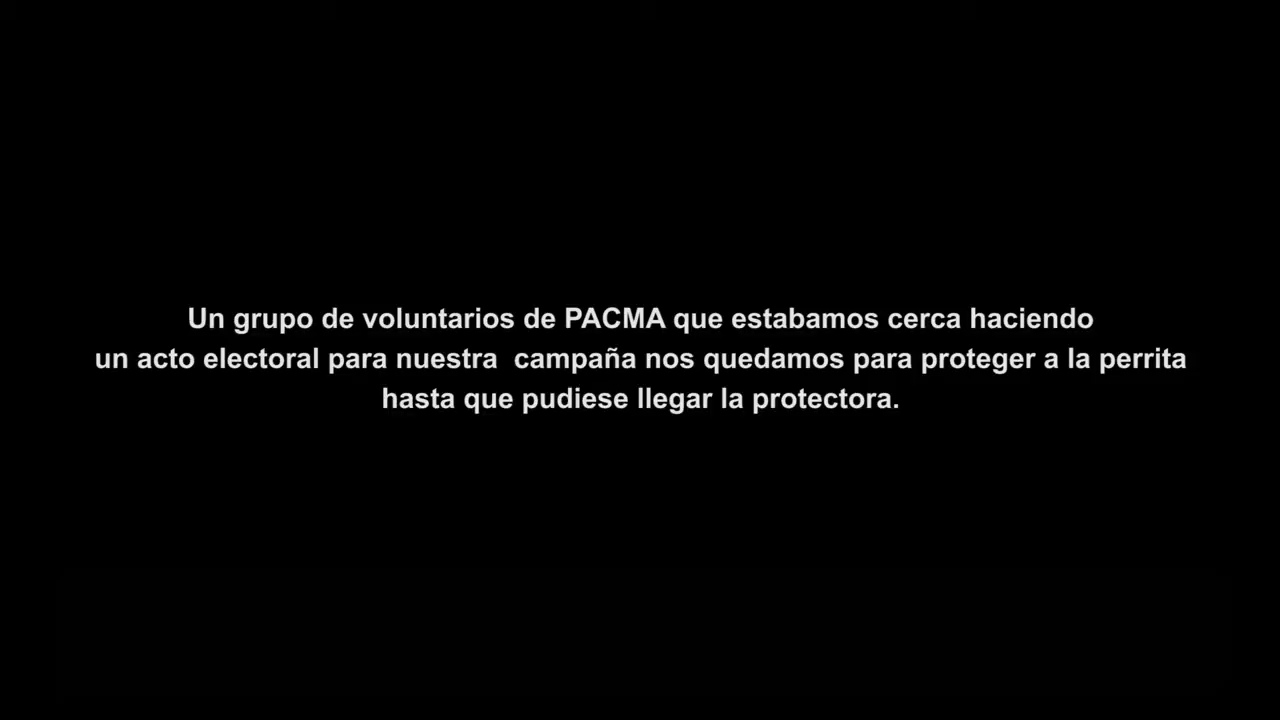 Un grupo de voluntarios de PACMA que estabamos cerca haciendo
un acto electoral para nuestra  campaña nos quedamos para proteger a la perrita
hasta que pudiese llegar la protectora.